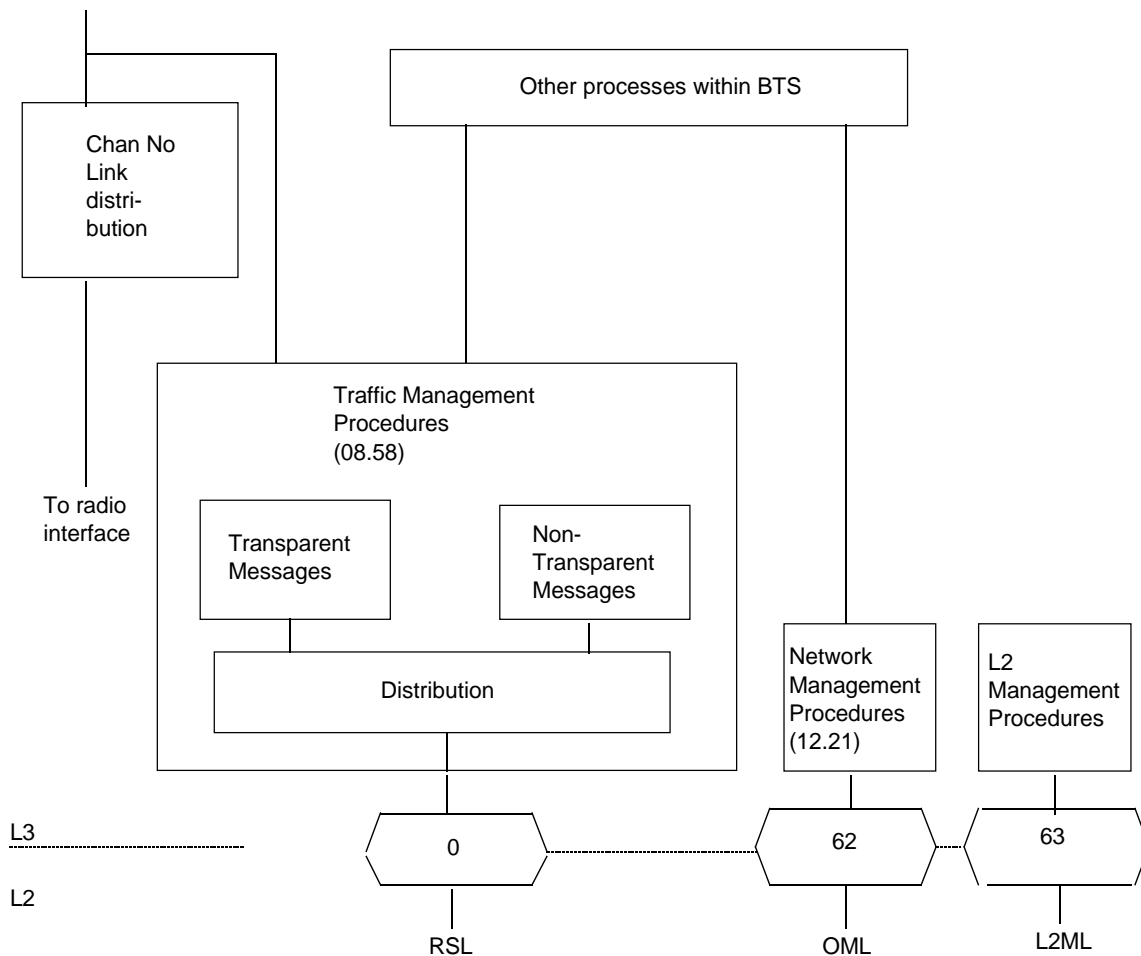 Other processes within BTS
Chan No
Link
distri-
bution
Traffic Management
Procedures
(08.58)
To radio
interface
Transparent
Messages
Non-
Transparent
Messages
Distribution
Network
Management
Procedures
(12.21)
L2
Management
Procedures
L3
0
62
63
L2
RSL
OML
L2ML